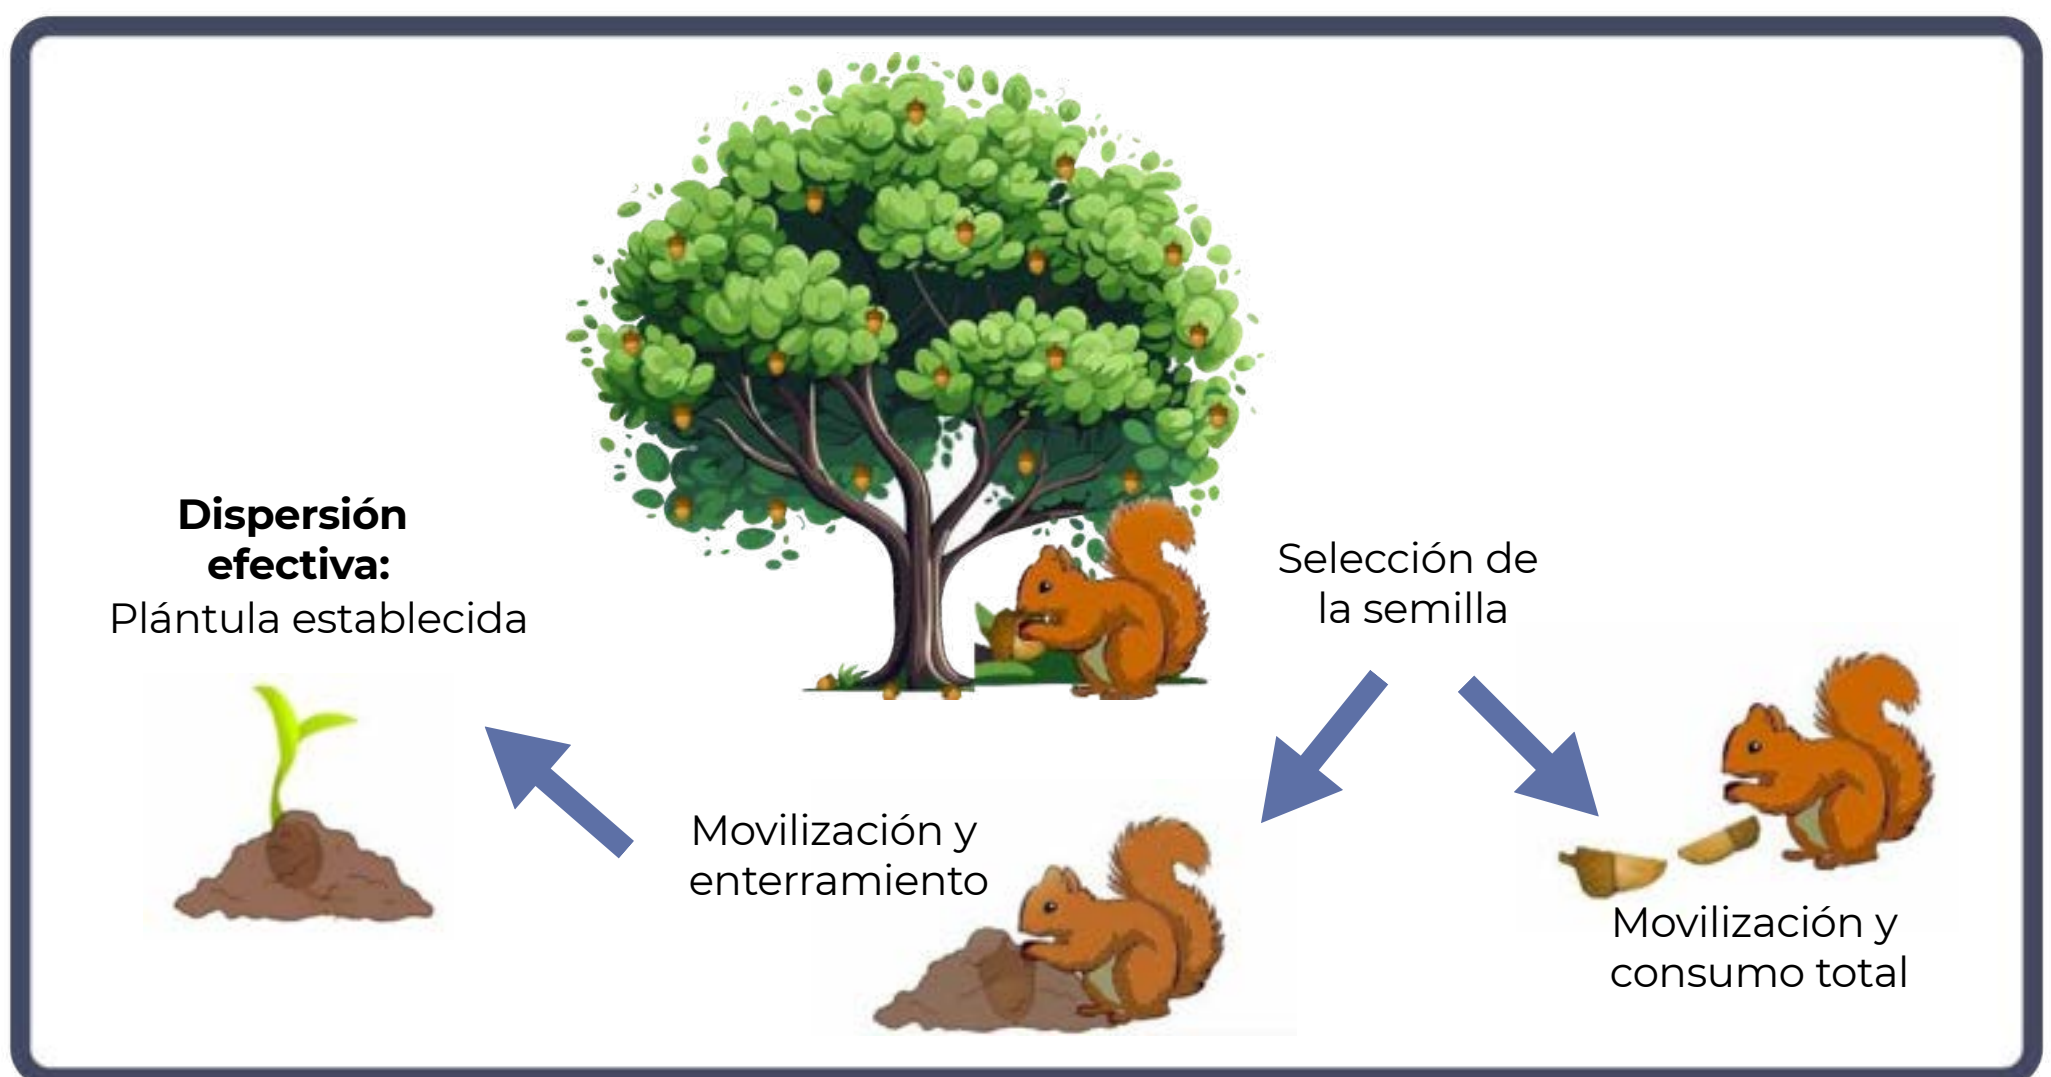 Dispersión
efectiva:
Plántula establecida
Selección de
la semilla
Movilización y
enterramiento
Movilización y
consumo total